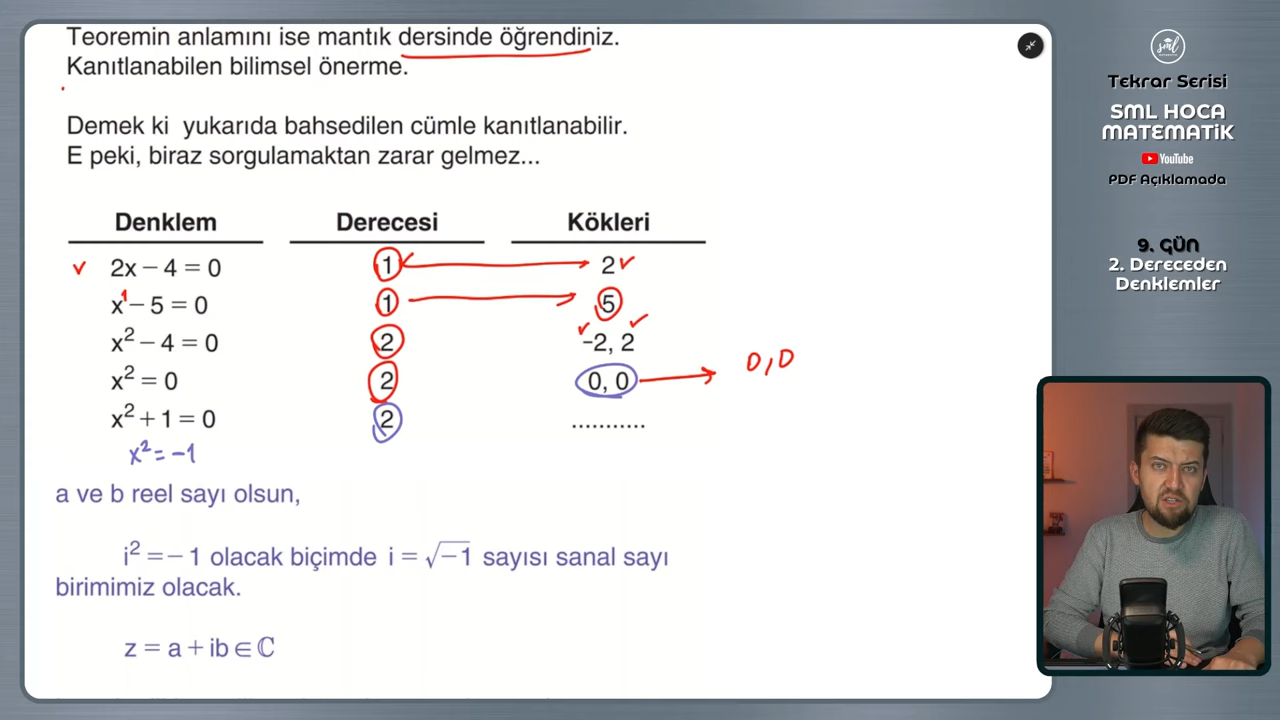 Teoremin anlamını ise mantık dersinde öğrendiniz.
Kanıtlanabilen bilimsel önerme.
Demek ki yukarıda bahsedilen cümle kanıtlanabilir.
E peki, biraz sorgulamaktan zarar gelmez...
Denklem Derecesi Kökleri
2x − 4 = 0 1 2
x¹ − 5 = 0 1 5
x² − 4 = 0 2 -2, 2
x² = 0 2 0, 0 → 0,0
x² + 1 = 0 2 ...........
x² = −1
a ve b reel sayı olsun,
i² = − 1 olacak biçimde i = √−1 sayısı sanal sayı
birimimiz olacak.
z = a + ib ∈ ℂ
sml
Tekrar Serisi
SML HOCA
MATEMATİK
YouTube
PDF Açıklamada
9. GÜN
2. Dereceden
Denklemler